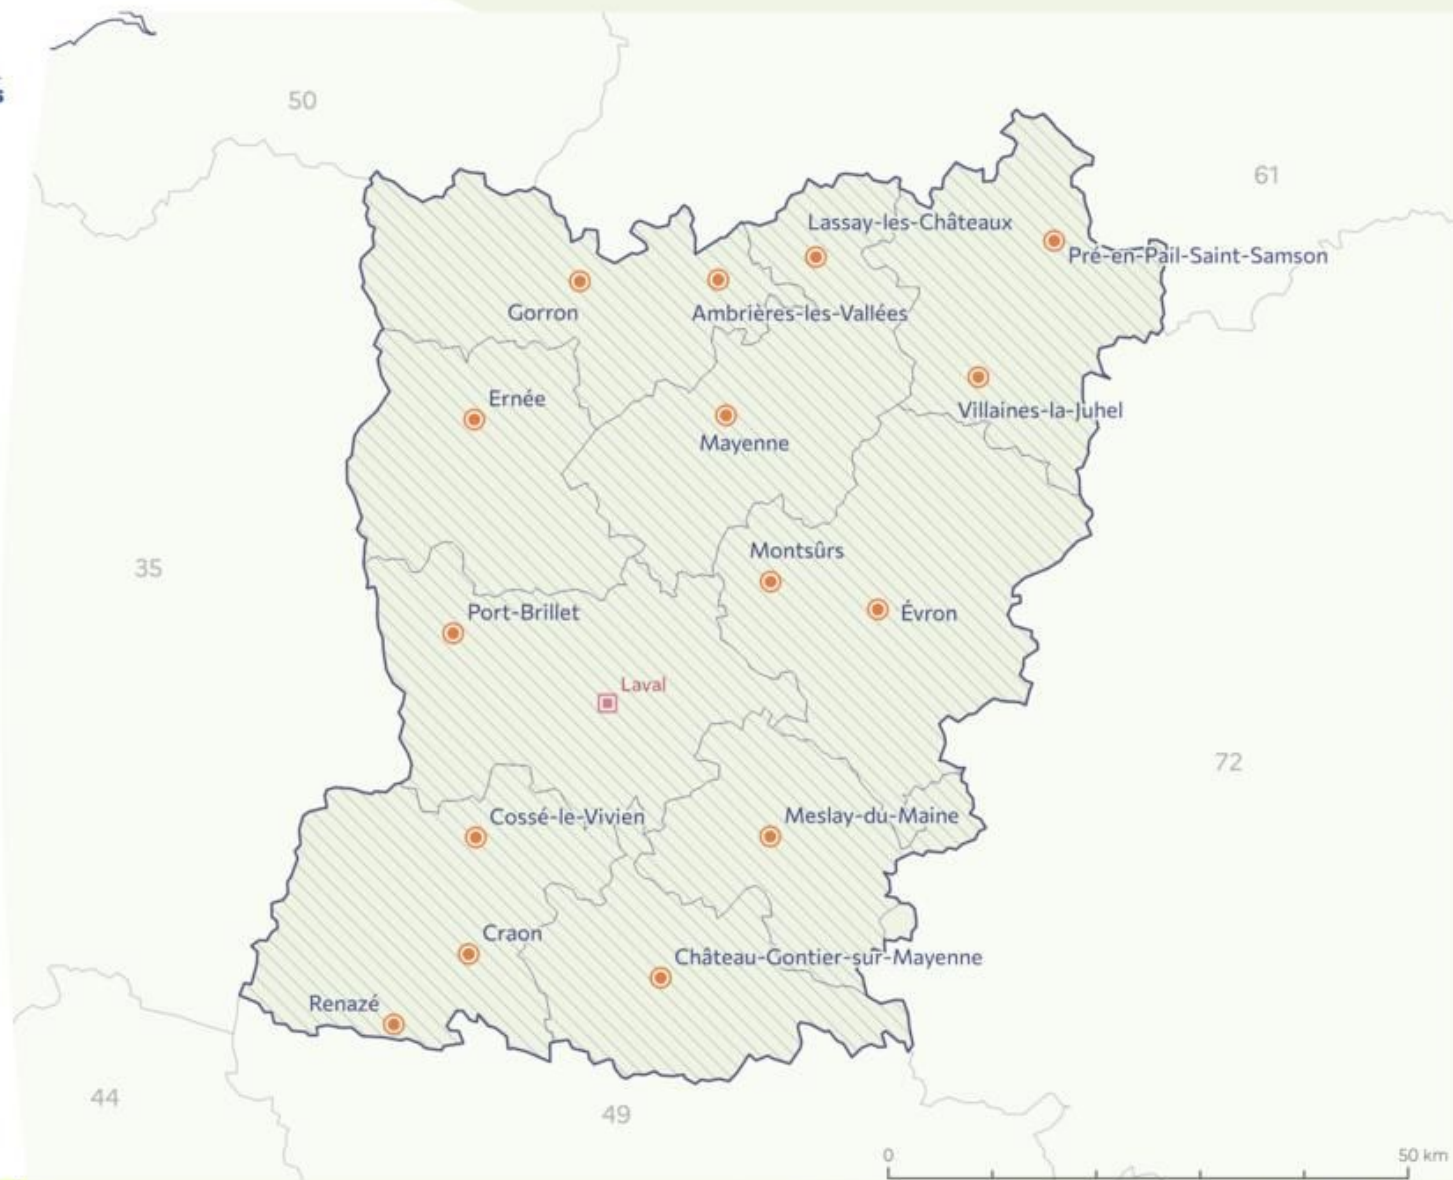 50
61
Lassay-les-Châteaux
Pré-en-Pail-Saint-Samson
Gorron
Ambrières-les-Vallées
Ernée
Villaines-la-Juhel
Mayenne
Montsûrs
35
Port-Brillet
Évron
Laval
72
Cossé-le-Vivien
Meslay-du-Maine
Craon
Château-Gontier-sur-Mayenne
Renazé
44
49
0
50 km